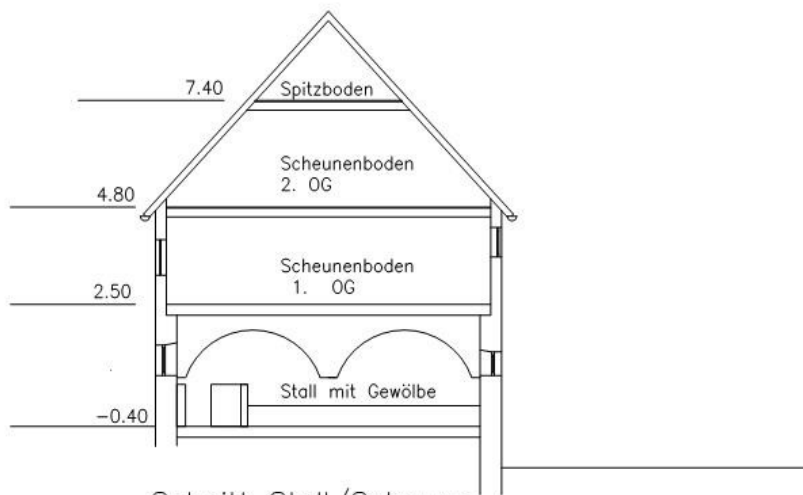 7.40 Spitzboden
Scheunenboden
4.80 2. OG
Scheunenboden
2.50 1. OG
Stall mit Gewölbe
-0.40